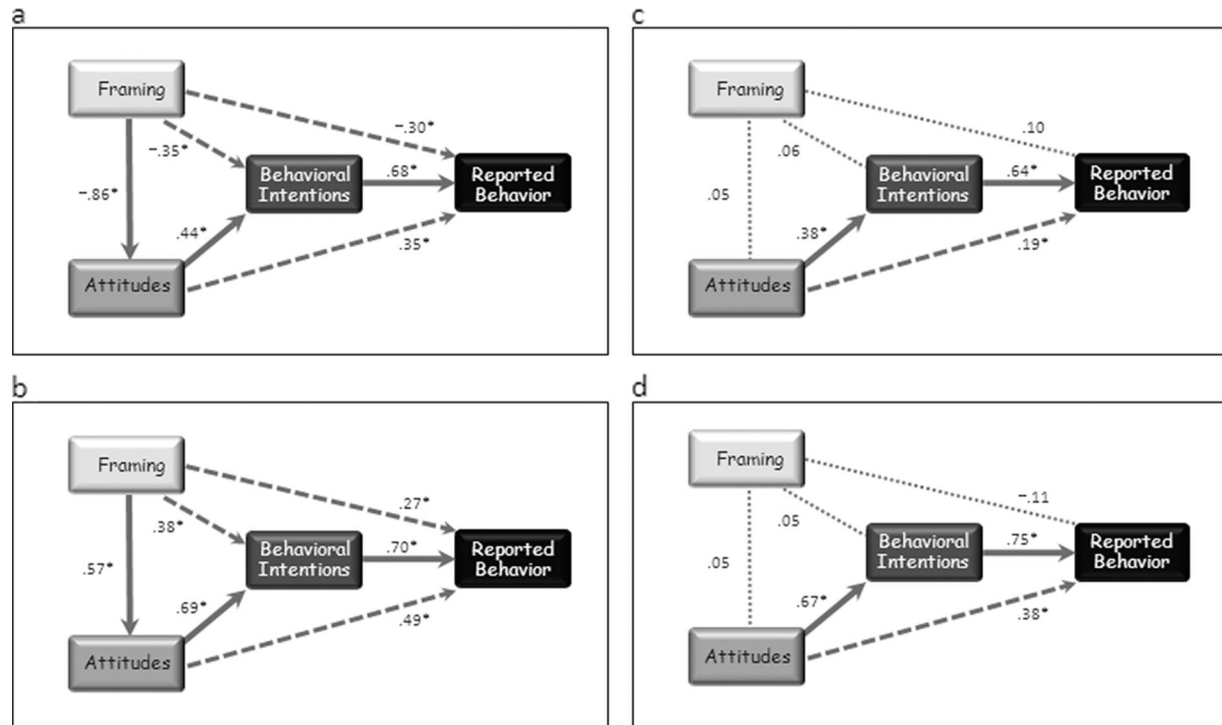 a
Framing
−.30*
−.35*
Behavioral
Intentions
.68*
Reported
Behavior
−.86*
.44*
.35*
Attitudes
c
Framing
.10
.06
Behavioral
Intentions
.64*
Reported
Behavior
.05
.38*
.19*
Attitudes
b
Framing
.27*
.38*
Behavioral
Intentions
.70*
Reported
Behavior
.57*
.69*
.49*
Attitudes
d
Framing
−.11
.05
Behavioral
Intentions
.75*
Reported
Behavior
.05
.67*
.38*
Attitudes